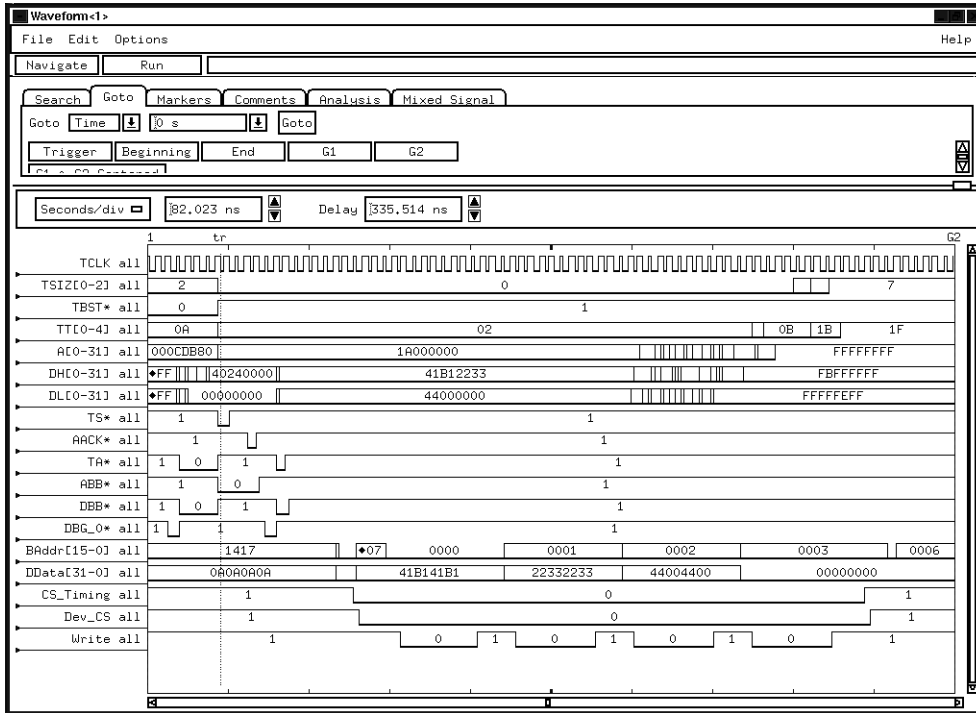 Waveform<1>
File Edit Options Help
Navigate Run
Search Goto Markers Comments Analysis Mixed Signal
Goto Time 0 s Goto
Trigger Beginning End G1 G2
Seconds/div 82.023 ns Delay 335.514 ns
1 tr G2
TCLK all
TSIZ[0-2] all 2 0 7
TBST* all 0 1
TT[0-4] all 0A 02 0B 1B 1F
A[0-31] all 000CDB80 1A000000 FFFFFFFF
DH[0-31] all ◆FF 40240000 41B12233 FBFFFFFF
DL[0-31] all ◆FF 00000000 44000000 FFFFFEFF
TS* all 1 1
AACK* all 1 1
TA* all 1 0 1 1
ABB* all 1 0 1
DBB* all 1 0 1 1
DBG_0* all 1 1 1
BAddr[15-0] all 1417 ◆07 0000 0001 0002 0003 0006
DData[31-0] all 0A0A0A0A 41B141B1 22332233 44004400 00000000
CS_Timing all 1 0 1
Dev_CS all 1 0 1
Write all 1 0 1 0 1 0 1 0 1